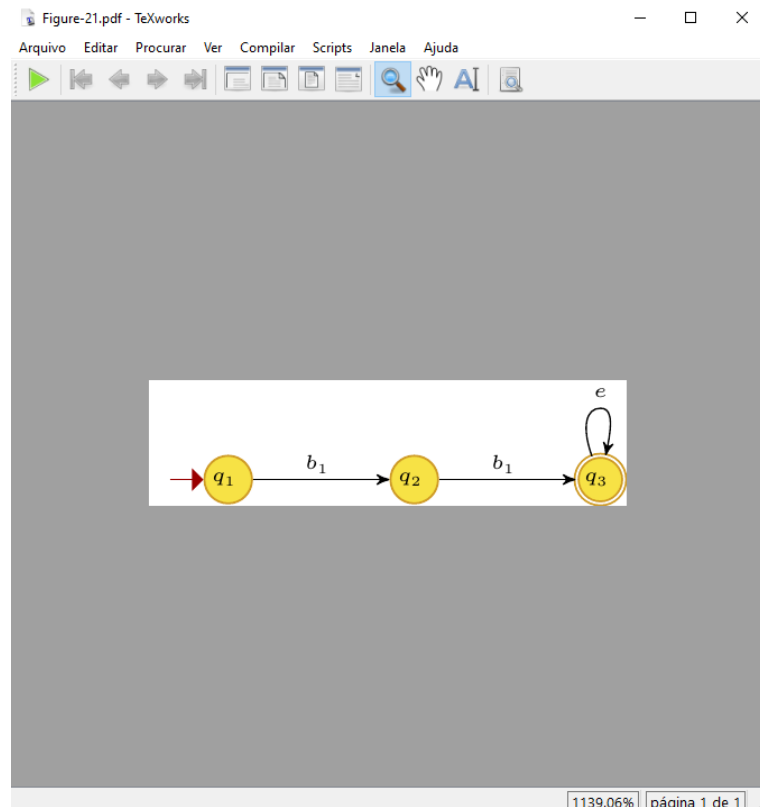 Figure-21.pdf - TeXworks
Arquivo Editar Procurar Ver Compilar Scripts Janela Ajuda
e
b₁ b₁
q₁ q₂ q₃
1139.06% página 1 de 1